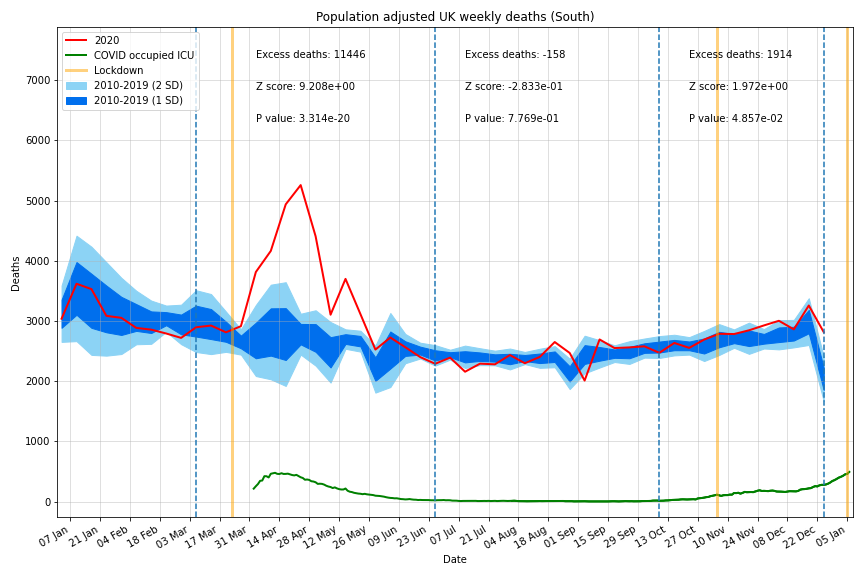 Population adjusted UK weekly deaths (South)
2020
COVID occupied ICU
Lockdown
2010-2019 (2 SD)
2010-2019 (1 SD)
Excess deaths: 11446
Z score: 9.208e+00
P value: 3.314e-20
Excess deaths: -158
Z score: -2.833e-01
P value: 7.769e-01
Excess deaths: 1914
Z score: 1.972e+00
P value: 4.857e-02
Deaths
7000
6000
5000
4000
3000
2000
1000
0
07 Jan
21 Jan
04 Feb
18 Feb
03 Mar
17 Mar
31 Mar
14 Apr
28 Apr
12 May
26 May
09 Jun
23 Jun
07 Jul
21 Jul
04 Aug
18 Aug
01 Sep
15 Sep
29 Sep
13 Oct
27 Oct
10 Nov
24 Nov
08 Dec
22 Dec
05 Jan
Date